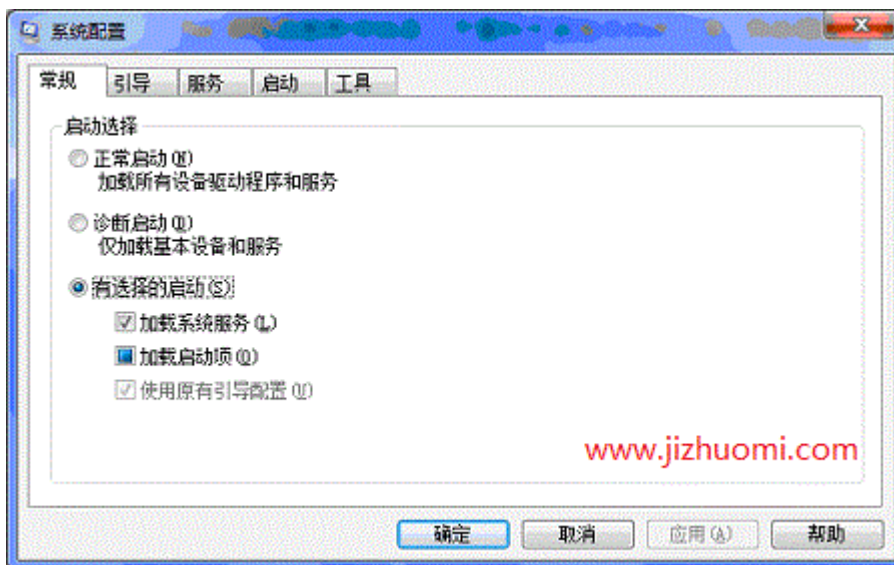 系统配置
常规 引导 服务 启动 工具
启动选择
正常启动(N)
加载所有设备驱动程序和服务
诊断启动(D)
仅加载基本设备和服务
有选择的启动(S)
加载系统服务(L)
加载启动项(O)
使用原有引导配置(U)
www.jizhuomi.com
确定 取消 应用(A) 帮助